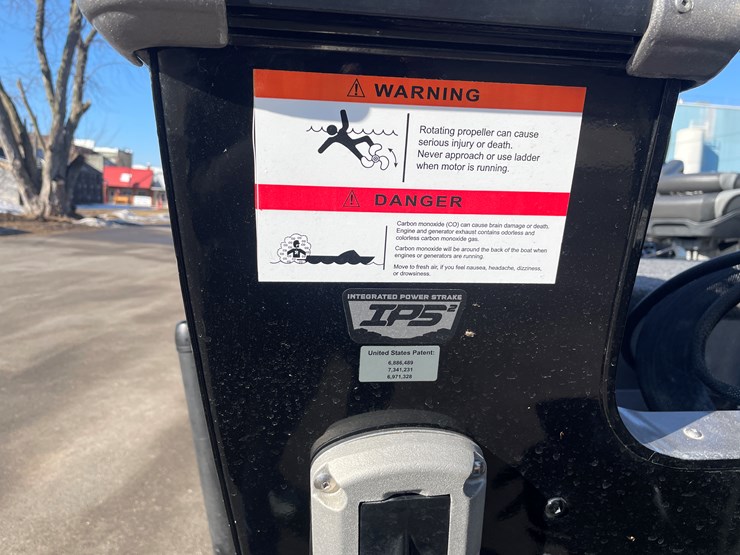 WARNING
Rotating propeller can cause
serious injury or death.
Never approach or use ladder
when motor is running.
DANGER
Carbon monoxide (CO) can cause brain damage or death.
Engine and generator exhaust contains odorless and
colorless carbon monoxide gas.
Carbon monoxide will be around the back of the boat when
engines or generators are running.
Move to fresh air, if you feel nausea, headache, dizziness,
or drowsiness.
INTEGRATED POWER STRAKE
IPS²
United States Patent:
6,586,489
7,341,231
6,971,328